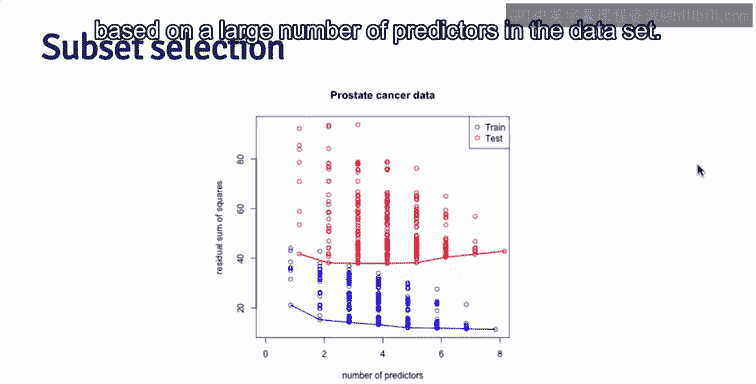 based on a large number of predictors in the data set.
Subset selection
Prostate cancer data
Train
Test
residual sum of squares
80
60
40
20
0
2
4
6
8
number of predictors